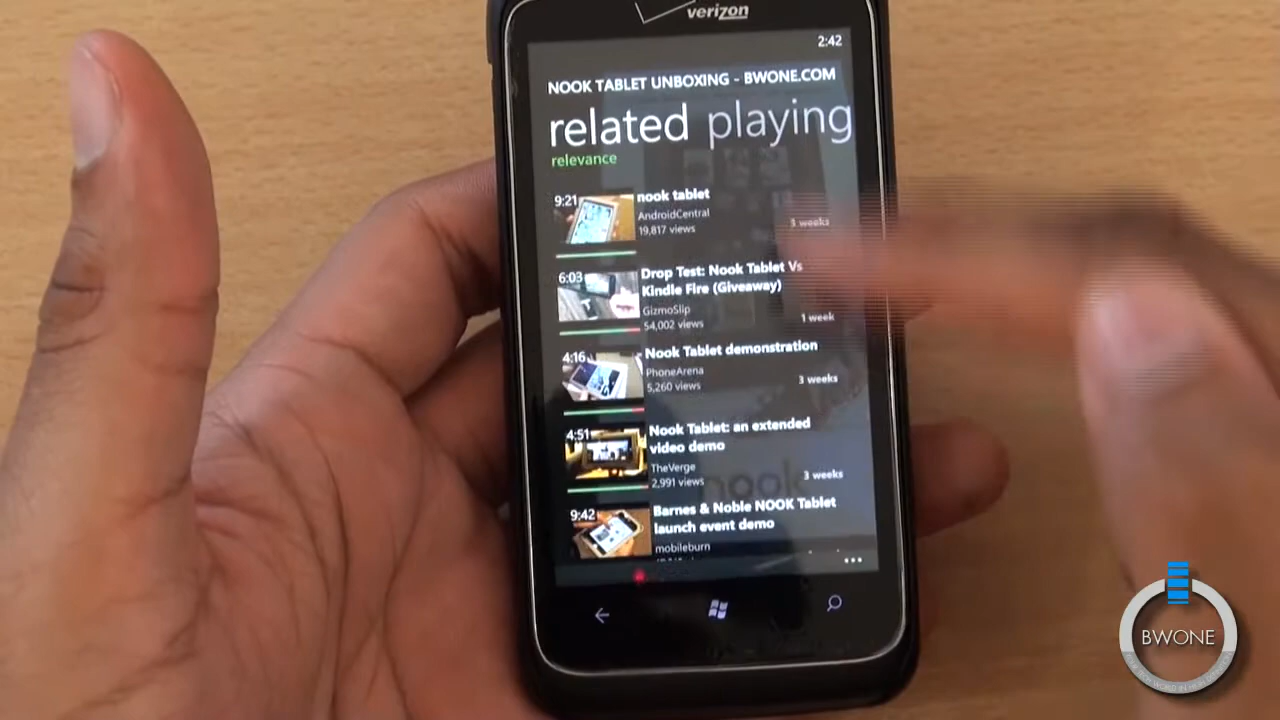 verizon
2:42
NOOK TABLET UNBOXING - BWONE.COM
related playing
relevance
9:21
nook tablet
AndroidCentral
19,817 views
3 weeks
6:03
Drop Test: Nook Tablet Vs
Kindle Fire (Giveaway)
GizmoSlip
54,002 views
1 week
4:16
Nook Tablet demonstration
PhoneArena
5,260 views
3 weeks
4:51
Nook Tablet: an extended
video demo
TheVerge
2,991 views
3 weeks
nook
9:42
Barnes & Noble NOOK Tablet
launch event demo
mobileburn
...
BWONE